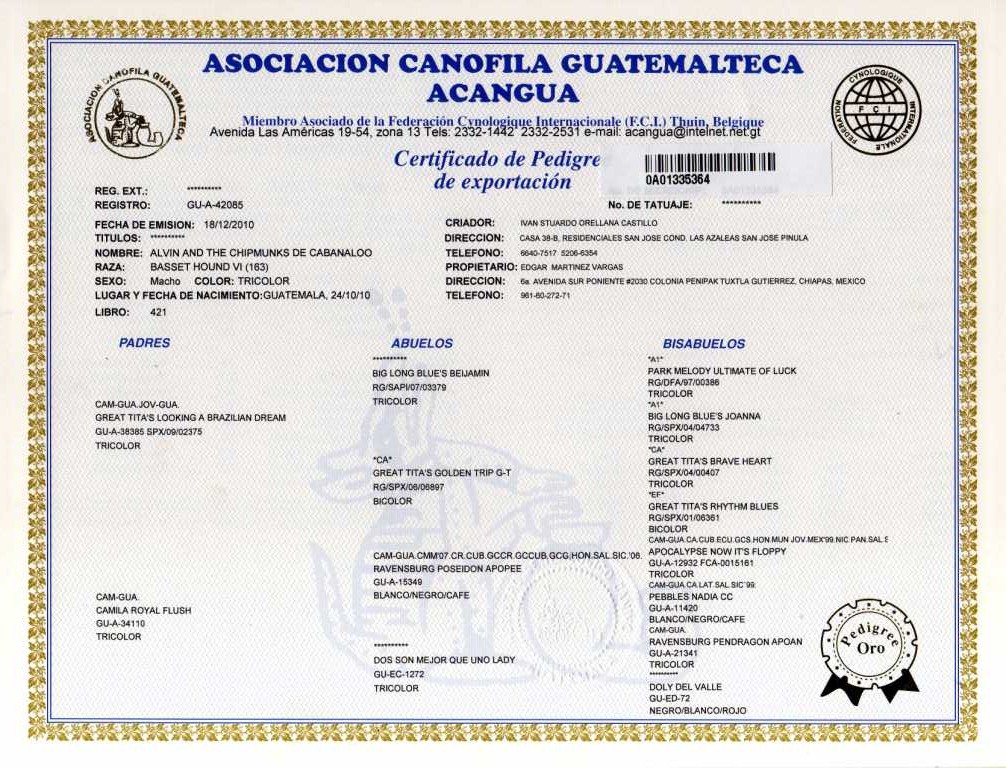 ASOCIACION CANOFILA GUATEMALTECA
ACANGUA
ASOCIACION CANOFILA GUATEMALTECA
FEDERATION CYNOLOGIQUE INTERNATIONALE
F C I
Miembro Asociado de la Federación Cynologique Internacionale (F.C.I.) Thuin, Belgique
Avenida Las Américas 19-54, zona 13 Tels: 2332-1442 2332-2531 e-mail: acangua@intelnet.net.gt
Certificado de Pedigre
de exportación
0A01335364
REG. EXT.: **********
REGISTRO: GU-A-42085
No. DE TATUAJE: **********
FECHA DE EMISION: 18/12/2010
TITULOS: **********
NOMBRE: ALVIN AND THE CHIPMUNKS DE CABANALOO
RAZA: BASSET HOUND VI (163)
SEXO: Macho COLOR: TRICOLOR
LUGAR Y FECHA DE NACIMIENTO:GUATEMALA, 24/10/10
LIBRO: 421
CRIADOR: IVAN STUARDO ORELLANA CASTILLO
DIRECCION: CASA 38-B, RESIDENCIALES SAN JOSE COND. LAS AZALEAS SAN JOSE PINULA
TELEFONO: 6640-7517 5206-6354
PROPIETARIO: EDGAR MARTINEZ VARGAS
DIRECCION: 6a. AVENIDA SUR PONIENTE #2030 COLONIA PENIPAK TUXTLA GUTIERREZ, CHIAPAS, MEXICO
TELEFONO: 961-60-272-71
PADRES
CAM-GUA.JOV-GUA.
GREAT TITA'S LOOKING A BRAZILIAN DREAM
GU-A-38385 SPX/09/02375
TRICOLOR
CAM-GUA.
CAMILA ROYAL FLUSH
GU-A-34110
TRICOLOR
ABUELOS
**********
BIG LONG BLUE'S BEIJAMIN
RG/SAPI/07/03379
TRICOLOR
*CA*
GREAT TITA'S GOLDEN TRIP G-T
RG/SPX/06/06897
BICOLOR
CAM-GUA.CMM'07.CR.CUB.GCCR.GCCUB,GCG,HON.SAL.SIC.'06.
RAVENSBURG POSEIDON APOPEE
GU-A-15349
BLANCO/NEGRO/CAFE
**********
DOS SON MEJOR QUE UNO LADY
GU-EC-1272
TRICOLOR
BISABUELOS
*A1*
PARK MELODY ULTIMATE OF LUCK
RG/DFA/97/00386
TRICOLOR
*A1*
BIG LONG BLUE'S JOANNA
RG/SPX/04/04733
TRICOLOR
*CA*
GREAT TITA'S BRAVE HEART
RG/SPX/04/00407
TRICOLOR
*EF*
GREAT TITA'S RHYTHM BLUES
RG/SPX/01/06361
BICOLOR
CAM-GUA.CA.CUB.ECU.GCS.HON.MUN JOV.MEX'99.NIC.PAN.SAL.S
APOCALYPSE NOW IT'S FLOPPY
GU-A-12932 FCA-0015161
TRICOLOR
CAM-GUA.CA.LAT.SAL.SIC'99.
PEBBLES NADIA CC
GU-A-11420
BLANCO/NEGRO/CAFE
CAM-GUA.
RAVENSBURG PENDRAGON APOAN
GU-A-21341
TRICOLOR
**********
DOLY DEL VALLE
GU-ED-72
NEGRO/BLANCO/ROJO
Pedigree
Oro